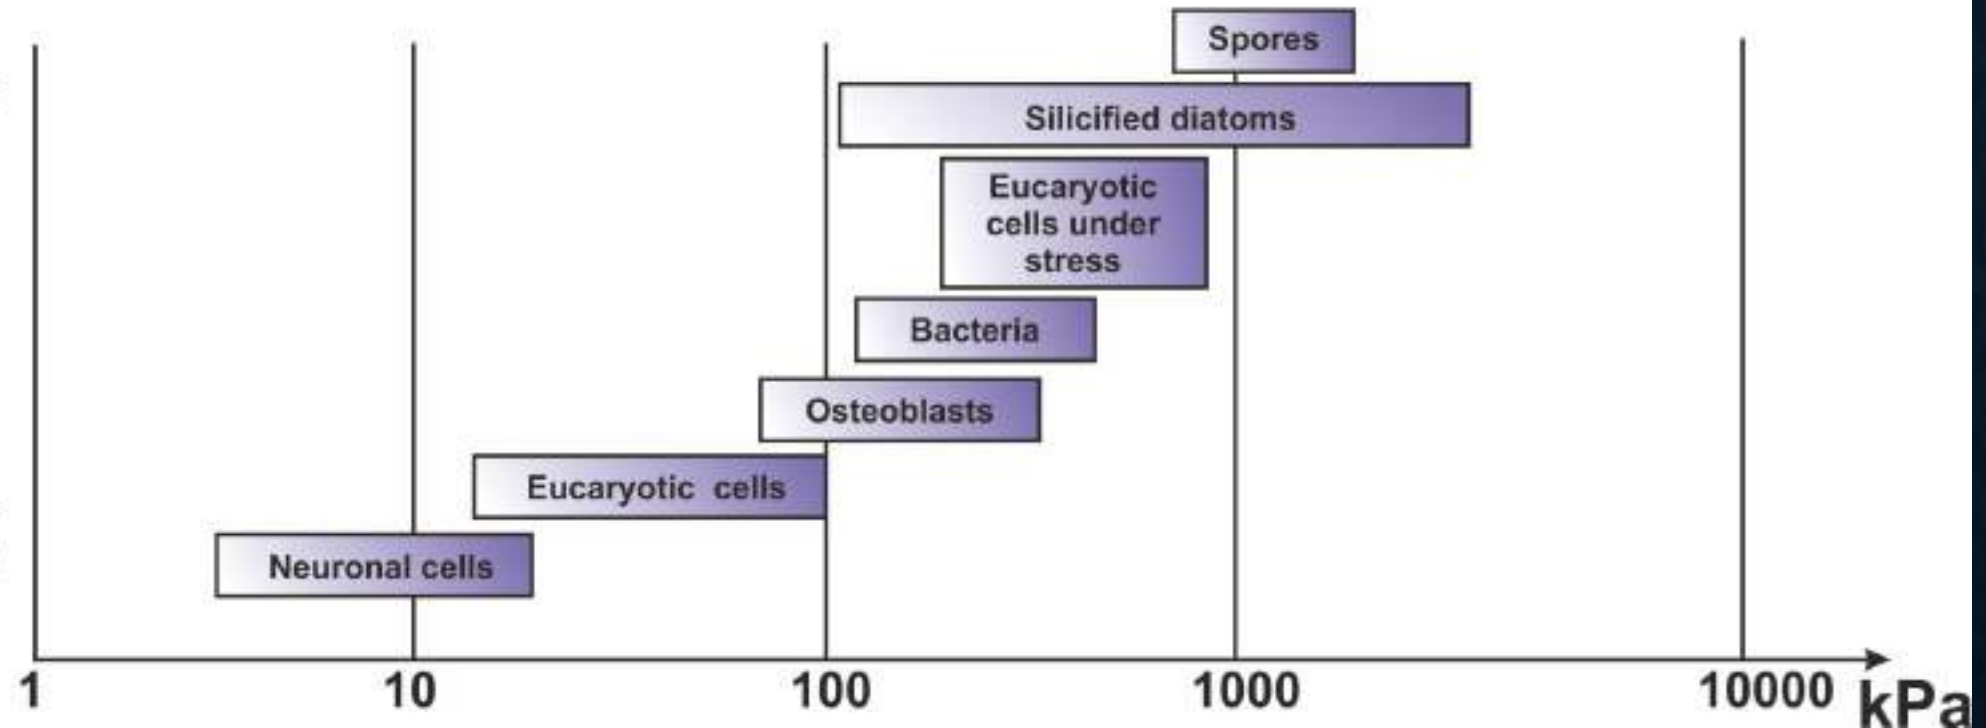 Spores
Silicified diatoms
Eucaryotic
cells under
stress
Bacteria
Osteoblasts
Eucaryotic cells
Neuronal cells
1 10 100 1000 10000 kPa